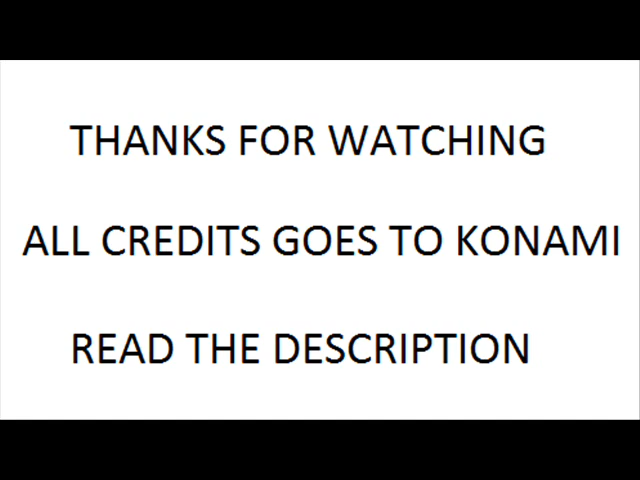 THANKS FOR WATCHING
ALL CREDITS GOES TO KONAMI
READ THE DESCRIPTION